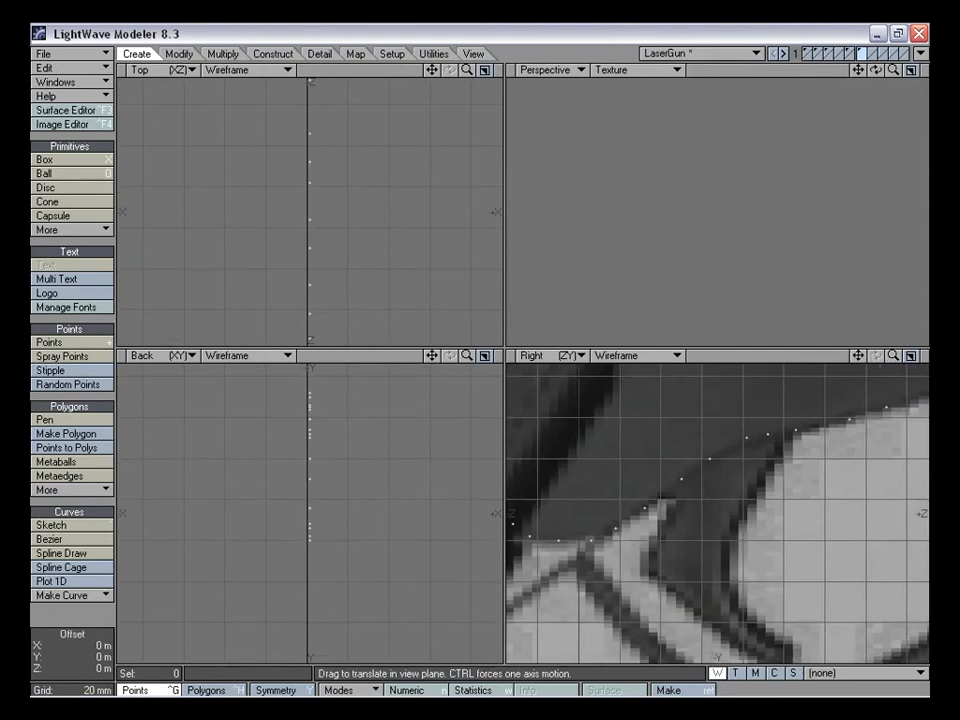 LightWave Modeler 8.3
File Create Modify Multiply Construct Detail Map Setup Utilities View LaserGun * 1
Edit Top (XZ) Wireframe Perspective Texture
Windows
Help
Surface Editor F3
Image Editor ^F4
Primitives
Box X
Ball O
Disc
Cone
Capsule
More
Text
Text
Multi Text
Logo
Manage Fonts
Points
Points +
Spray Points Back (XY) Wireframe Right (ZY) Wireframe
Stipple
Random Points
Polygons
Pen
Make Polygon
Points to Polys
Metaballs
Metaedges
More
Curves
Sketch
Bezier
Spline Draw
Spline Cage
Plot 1D
Make Curve
Offset
X: 0 m
Y: 0 m
Z: 0 m
Sel: 0 Drag to translate in view plane. CTRL forces one axis motion. W T M C S (none)
Grid: 20 mm Points ^G Polygons ^H Symmetry Y Modes Numeric n Statistics w Info i Surface Make ret